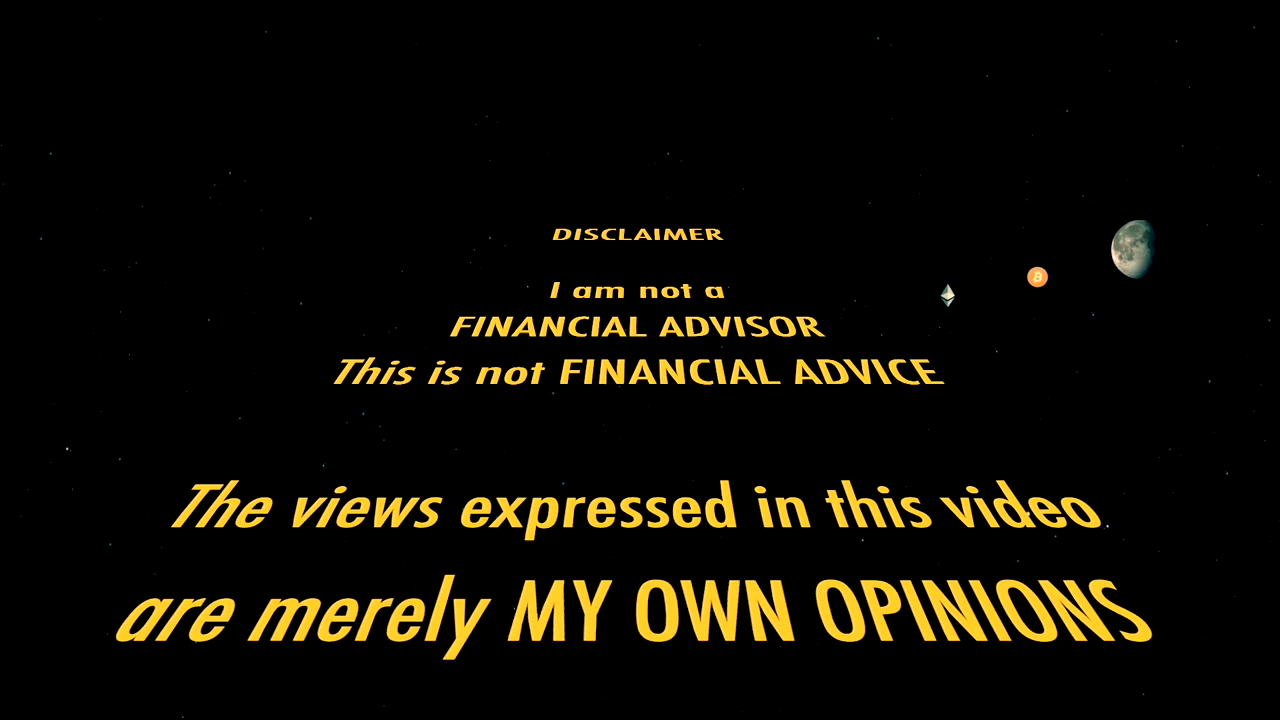 DISCLAIMER
I am not a
FINANCIAL ADVISOR
This is not FINANCIAL ADVICE
The views expressed in this video
are merely MY OWN OPINIONS